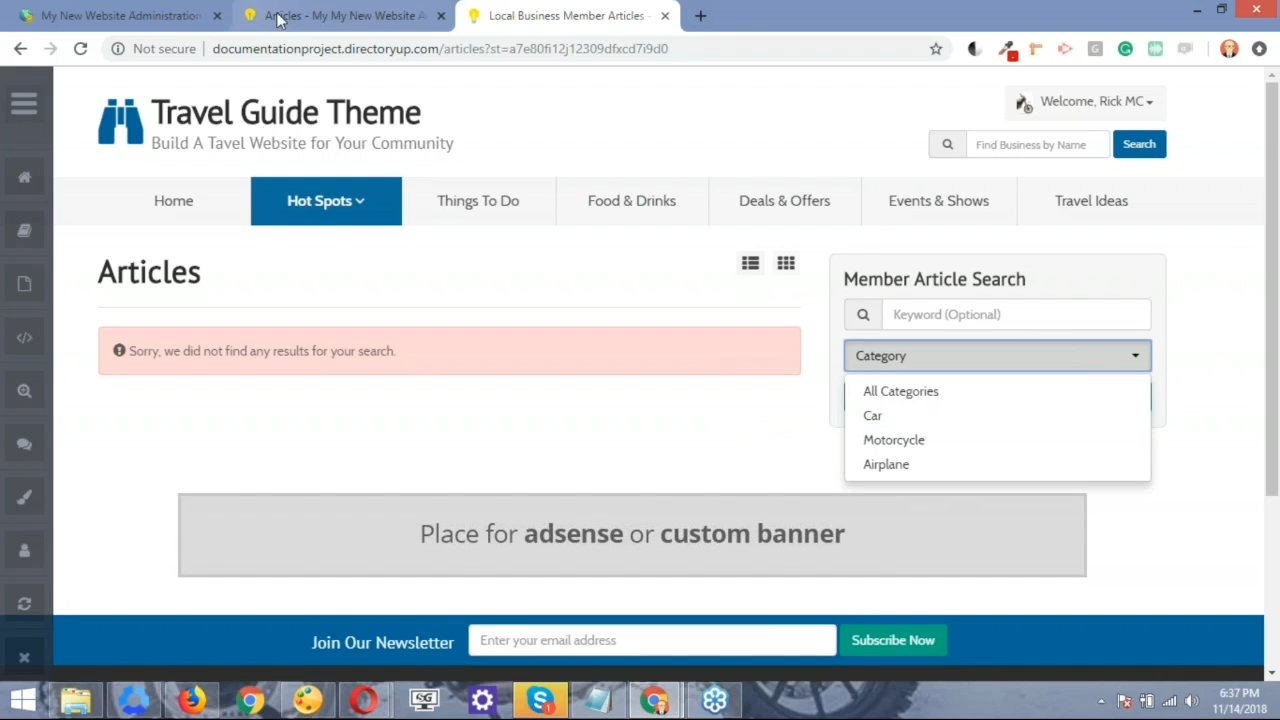 My New Website Administration
Articles - My My New Website A
Local Business Member Articles -
Not secure
documentationproject.directoryup.com/articles?st=a7e80fi12j12309dfxcd7i9d0
Travel Guide Theme
Build A Tavel Website for Your Community
Welcome, Rick MC
Find Business by Name
Search
Home
Hot Spots
Things To Do
Food & Drinks
Deals & Offers
Events & Shows
Travel Ideas
Articles
Sorry, we did not find any results for your search.
Member Article Search
Keyword (Optional)
Category
All Categories
Car
Motorcycle
Airplane
Place for adsense or custom banner
Join Our Newsletter
Enter your email address
Subscribe Now
SG
1
6:37 PM
11/14/2018